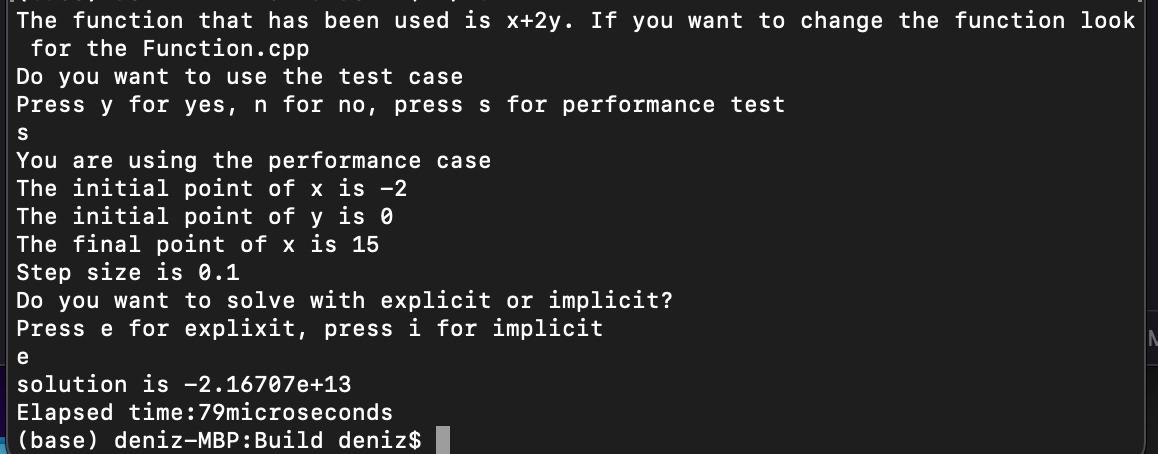 The function that has been used is x+2y. If you want to change the function look
for the Function.cpp
Do you want to use the test case
Press y for yes, n for no, press s for performance test
s
You are using the performance case
The initial point of x is -2
The initial point of y is 0
The final point of x is 15
Step size is 0.1
Do you want to solve with explicit or implicit?
Press e for explixit, press i for implicit
e
solution is -2.16707e+13
Elapsed time:79microseconds
(base) deniz-MBP:Build deniz$